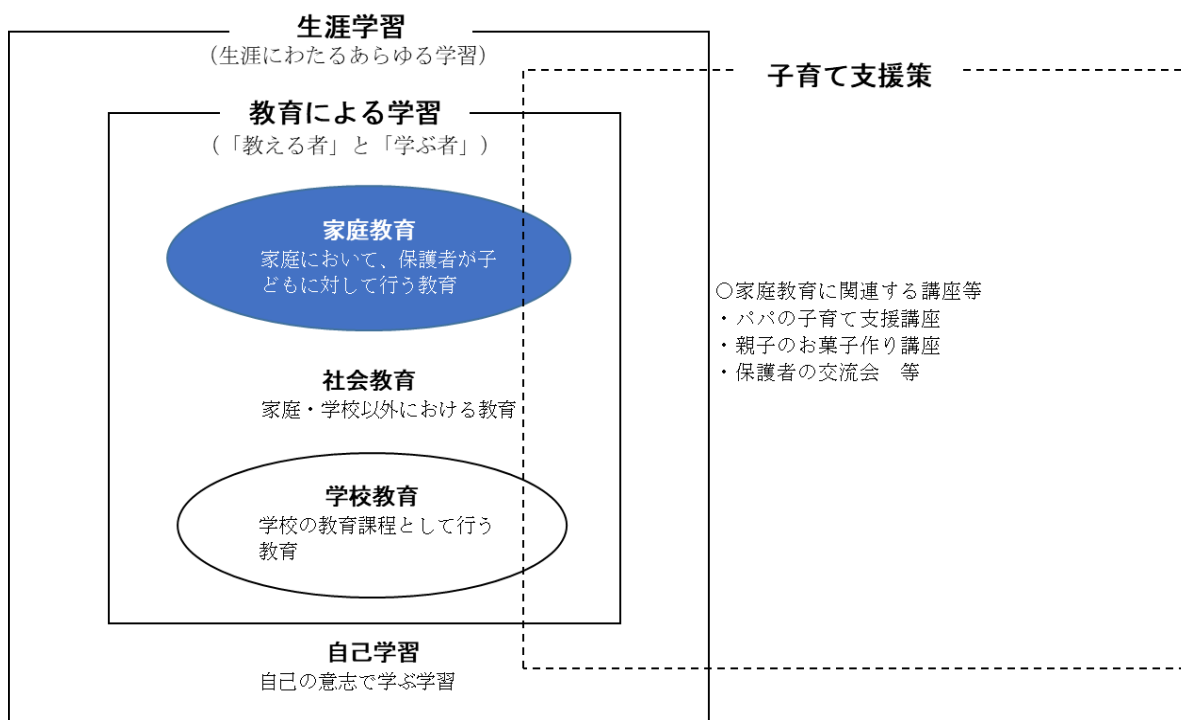 生涯学習
（生涯にわたるあらゆる学習）
子育て支援策
教育による学習
（「教える者」と「学ぶ者」）
家庭教育
家庭において、保護者が子
どもに対して行う教育
○家庭教育に関連する講座等
・パパの子育て支援講座
・親子のお菓子作り講座
・保護者の交流会　等
社会教育
家庭・学校以外における教育
学校教育
学校の教育課程として行う
教育
自己学習
自己の意志で学ぶ学習